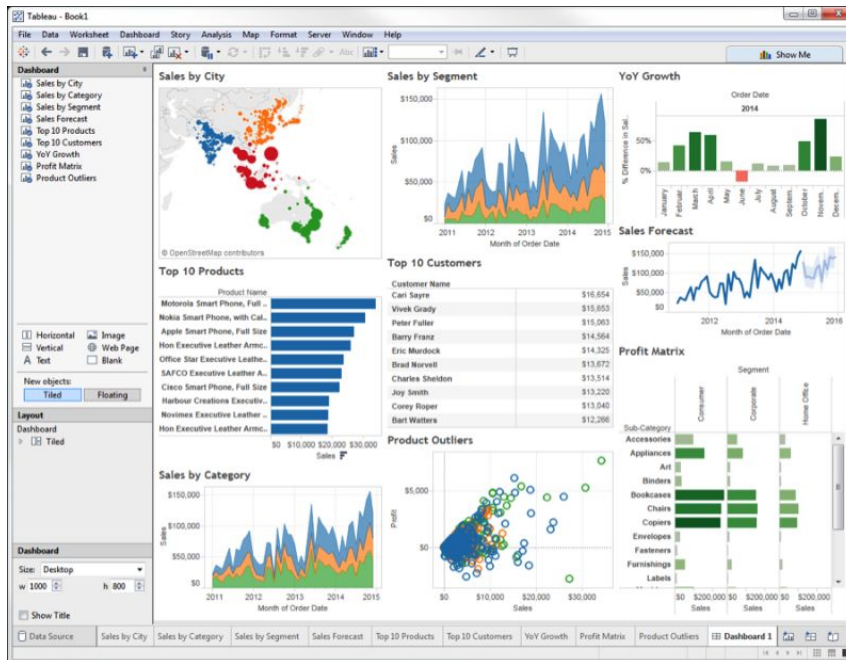 Tableau - Book1
File Data Worksheet Dashboard Story Analysis Map Format Server Window Help
Abc
Show Me
Dashboard
Sales by City
Sales by Category
Sales by Segment
Sales Forecast
Top 10 Products
Top 10 Customers
YoY Growth
Profit Matrix
Product Outliers
Horizontal Image
Vertical Web Page
A Text Blank
New objects:
Tiled Floating
Layout
Dashboard
Tiled
Dashboard
Size: Desktop
w 1000 h 800
Show Title
Sales by City
© OpenStreetMap contributors
Sales by Segment
$150,000
$100,000
$50,000
$0
Sales
2011 2012 2013 2014 2015
Month of Order Date
YoY Growth
Order Date
2014
% Difference in Sal..
50%
0%
January
Februar..
March
April
May
June
July
August
Septem..
October
Novem..
Decem..
Sales Forecast
$150,000
$100,000
$50,000
$0
Sales
2012 2014 2016
Month of Order Date
Top 10 Products
Product Name
Motorola Smart Phone, Full ..
Nokia Smart Phone, with Cal..
Apple Smart Phone, Full Size
Hon Executive Leather Armc..
Office Star Executive Leathe..
SAFCO Executive Leather A..
Cisco Smart Phone, Full Size
Harbour Creations Executiv..
Novimex Executive Leather ..
Hon Executive Leather Armc..
$0 $10,000 $20,000 $30,000
Sales
Top 10 Customers
Customer Name
Cari Sayre $16,654
Vivek Grady $15,653
Peter Fuller $15,063
Barry Franz $14,564
Eric Murdock $14,325
Brad Norvell $13,672
Charles Sheldon $13,514
Joy Smith $13,220
Corey Roper $13,040
Bart Watters $12,266
Profit Matrix
Segment
Sub-Category
Consumer
Corporate
Home Office
Accessories
Appliances
Art
Binders
Bookcases
Chairs
Copiers
Envelopes
Fasteners
Furnishings
Labels
$0 $200,000 $0 $200,000 $0 $200,000
Sales Sales Sales
Sales by Category
$150,000
$100,000
$50,000
$0
Sales
2011 2012 2013 2014 2015
Month of Order Date
Product Outliers
$5,000
$0
Profit
$0 $10,000 $20,000 $30,000
Sales
Data Source Sales by City Sales by Category Sales by Segment Sales Forecast Top 10 Products Top 10 Customers YoY Growth Profit Matrix Product Outliers Dashboard 1